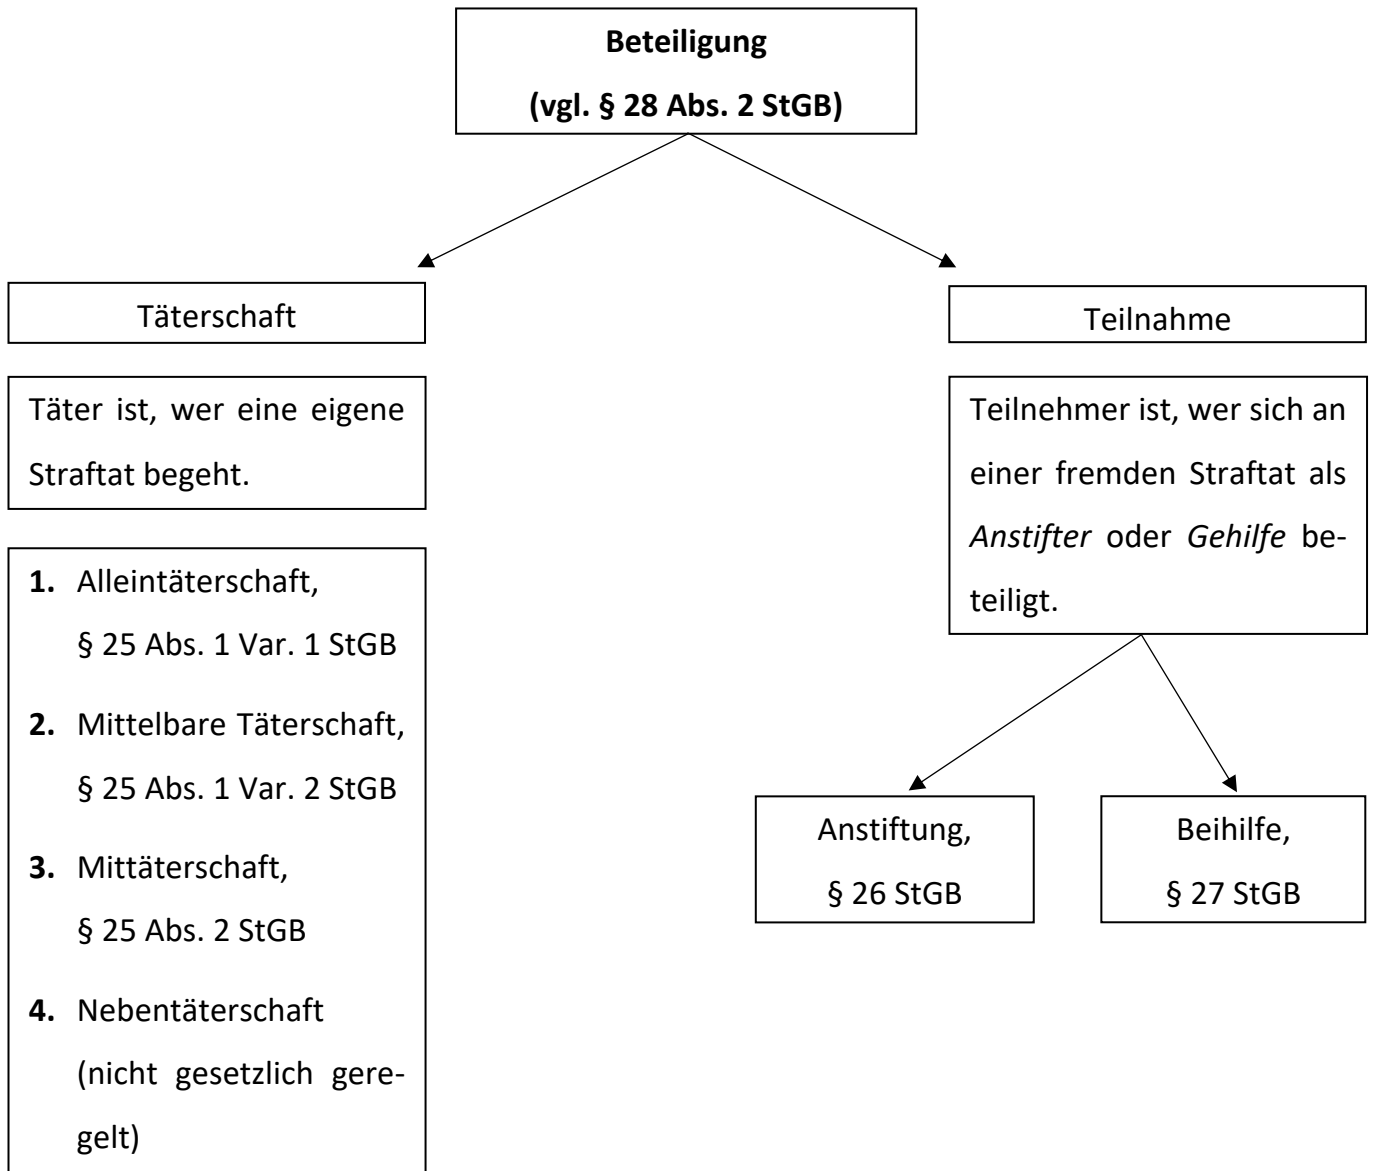 Beteiligung
(vgl. § 28 Abs. 2 StGB)
Täterschaft
Teilnahme
Täter ist, wer eine eigene
Straftat begeht.
Teilnehmer ist, wer sich an
einer fremden Straftat als
Anstifter oder Gehilfe be-
teiligt.
1. Alleintäterschaft,
§ 25 Abs. 1 Var. 1 StGB
2. Mittelbare Täterschaft,
§ 25 Abs. 1 Var. 2 StGB
3. Mittäterschaft,
§ 25 Abs. 2 StGB
4. Nebentäterschaft
(nicht gesetzlich gere-
gelt)
Anstiftung,
§ 26 StGB
Beihilfe,
§ 27 StGB